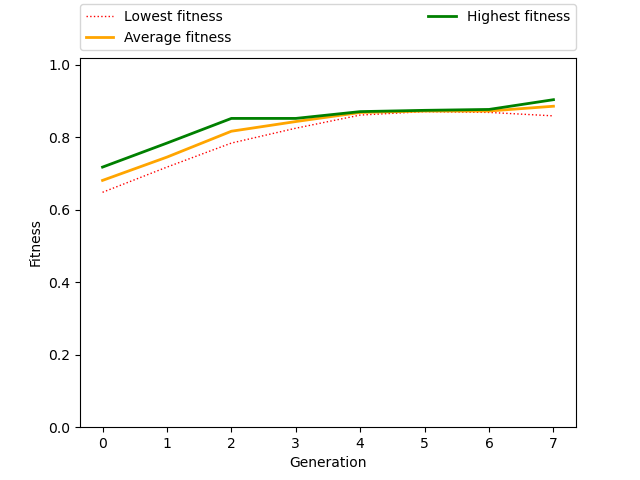 Lowest fitness
Average fitness
Highest fitness
1.0
0.8
0.6
0.4
0.2
0.0
Fitness
0 1 2 3 4 5 6 7
Generation